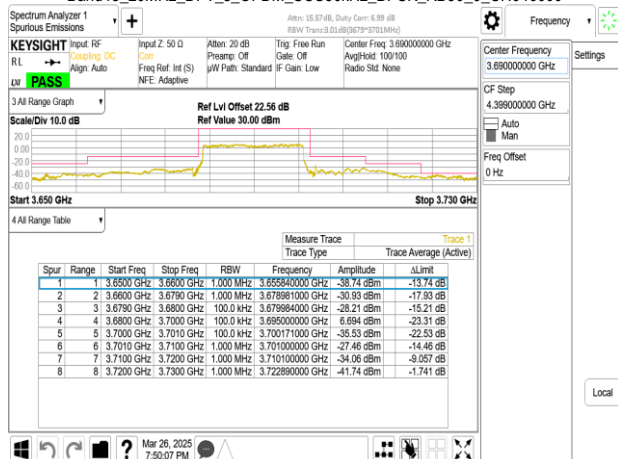 Spectrum Analyzer 1
Spurious Emissions
Attn: 15.57dB, Duty Corr: 6.99 dB
RBW Trans:3.01dB(3679~3701MHz)
Frequency
KEYSIGHT Input: RF
Coupling: DC
Align: Auto
RL
PASS
Input Z: 50 Ω
Corr
Freq Ref: Int (S)
NFE: Adaptive
Atten: 20 dB
Preamp: Off
µW Path: Standard
Trig: Free Run
Gate: Off
IF Gain: Low
Center Freq: 3.690000000 GHz
Avg|Hold: 100/100
Radio Std: None
Center Frequency
3.690000000 GHz
Settings
CF Step
4.399000000 GHz
Auto
Man
Freq Offset
0 Hz
3 All Range Graph
Scale/Div 10.0 dB
Ref Lvl Offset 22.56 dB
Ref Value 30.00 dBm
20.0
0.00
-20.0
-40.0
-60.0
Start 3.650 GHz
Stop 3.730 GHz
4 All Range Table
Measure Trace Trace 1
Trace Type Trace Average (Active)
Spur Range Start Freq Stop Freq RBW Frequency Amplitude ΔLimit
1 1 3.6500 GHz 3.6600 GHz 1.000 MHz 3.655840000 GHz -38.74 dBm -13.74 dB
2 2 3.6600 GHz 3.6790 GHz 1.000 MHz 3.678981000 GHz -30.93 dBm -17.93 dB
3 3 3.6790 GHz 3.6800 GHz 100.0 kHz 3.679984000 GHz -28.21 dBm -15.21 dB
4 4 3.6800 GHz 3.7000 GHz 100.0 kHz 3.695000000 GHz 6.694 dBm -23.31 dB
5 5 3.7000 GHz 3.7010 GHz 100.0 kHz 3.700171000 GHz -35.53 dBm -22.53 dB
6 6 3.7010 GHz 3.7100 GHz 1.000 MHz 3.701000000 GHz -27.46 dBm -14.46 dB
7 7 3.7100 GHz 3.7200 GHz 1.000 MHz 3.710100000 GHz -34.06 dBm -9.057 dB
8 8 3.7200 GHz 3.7300 GHz 1.000 MHz 3.722890000 GHz -41.74 dBm -1.741 dB
Local
Mar 26, 2025
7:50:07 PM